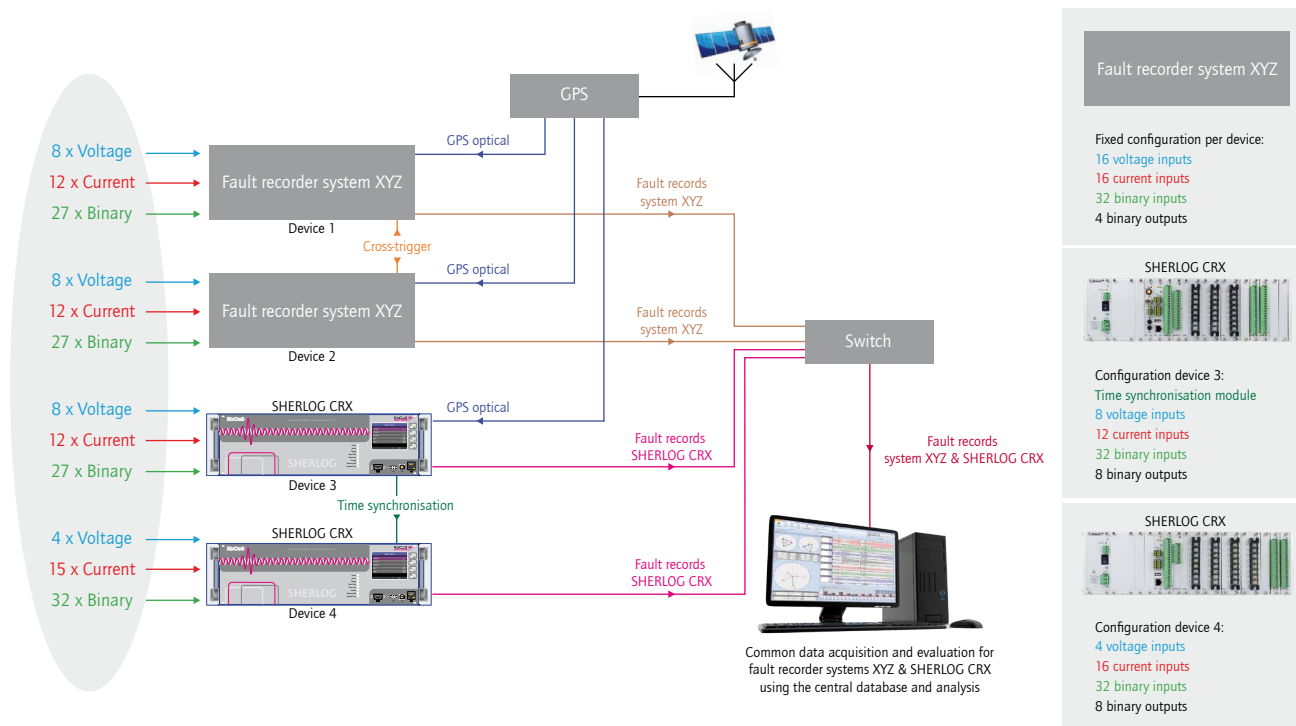 GPS
8 x Voltage
12 x Current
27 x Binary
Fault recorder system XYZ
Device 1
GPS optical
Fault records
system XYZ
Cross-trigger
8 x Voltage
12 x Current
27 x Binary
Fault recorder system XYZ
Device 2
GPS optical
Fault records
system XYZ
Switch
8 x Voltage
12 x Current
27 x Binary
SHERLOG CRX
SHERLOG
Device 3
GPS optical
Fault records
SHERLOG CRX
Time synchronisation
4 x Voltage
15 x Current
32 x Binary
SHERLOG CRX
SHERLOG
Device 4
Fault records
SHERLOG CRX
Fault records
system XYZ & SHERLOG CRX
Common data acquisition and evaluation for
fault recorder systems XYZ & SHERLOG CRX
using the central database and analysis
Fault recorder system XYZ
Fixed configuration per device:
16 voltage inputs
16 current inputs
32 binary inputs
4 binary outputs
SHERLOG CRX
Configuration device 3:
Time synchronisation module
8 voltage inputs
12 current inputs
32 binary inputs
8 binary outputs
SHERLOG CRX
Configuration device 4:
4 voltage inputs
16 current inputs
32 binary inputs
8 binary outputs